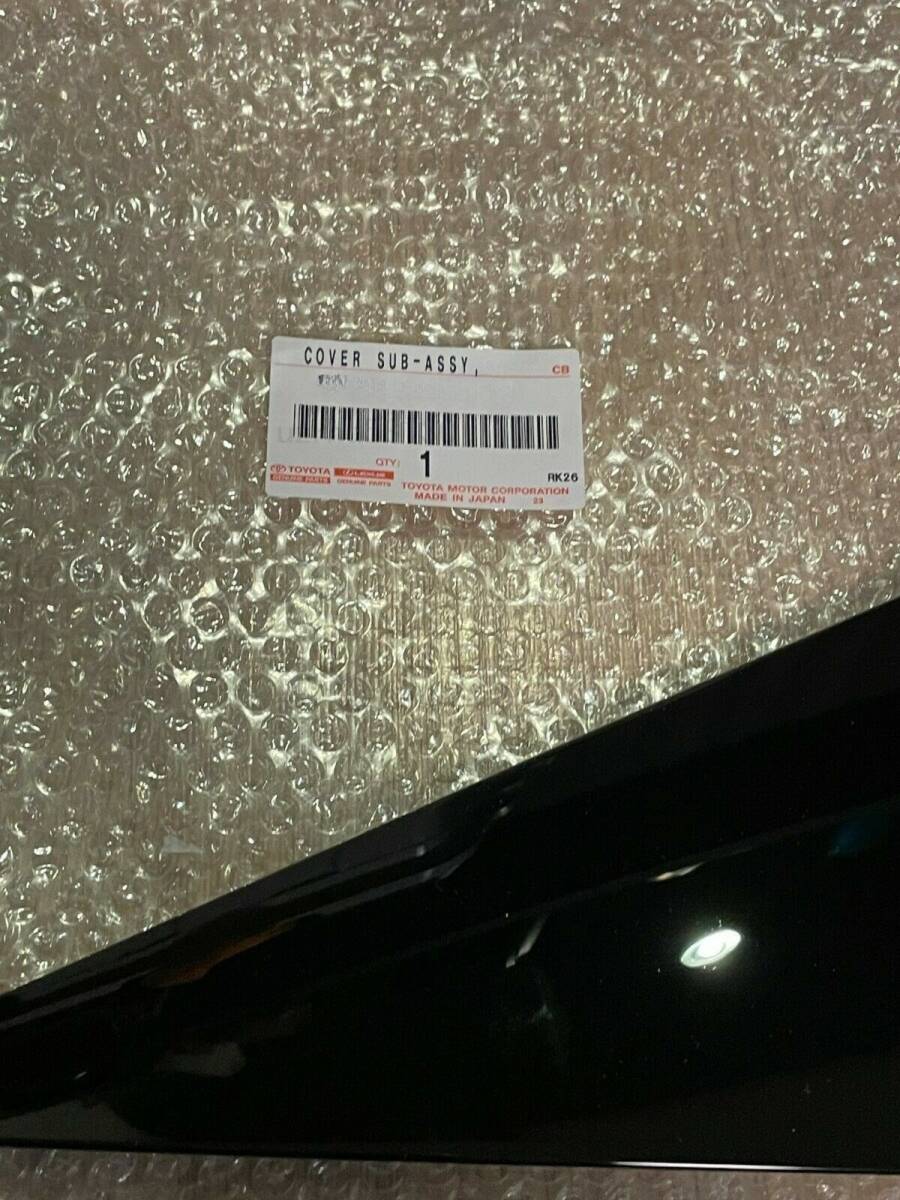 COVER SUB-ASSY,
CB
QTY: 1
RK26
TOYOTA
GENUINE PARTS
LEXUS
GENUINE PARTS
TOYOTA MOTOR CORPORATION
MADE IN JAPAN 23